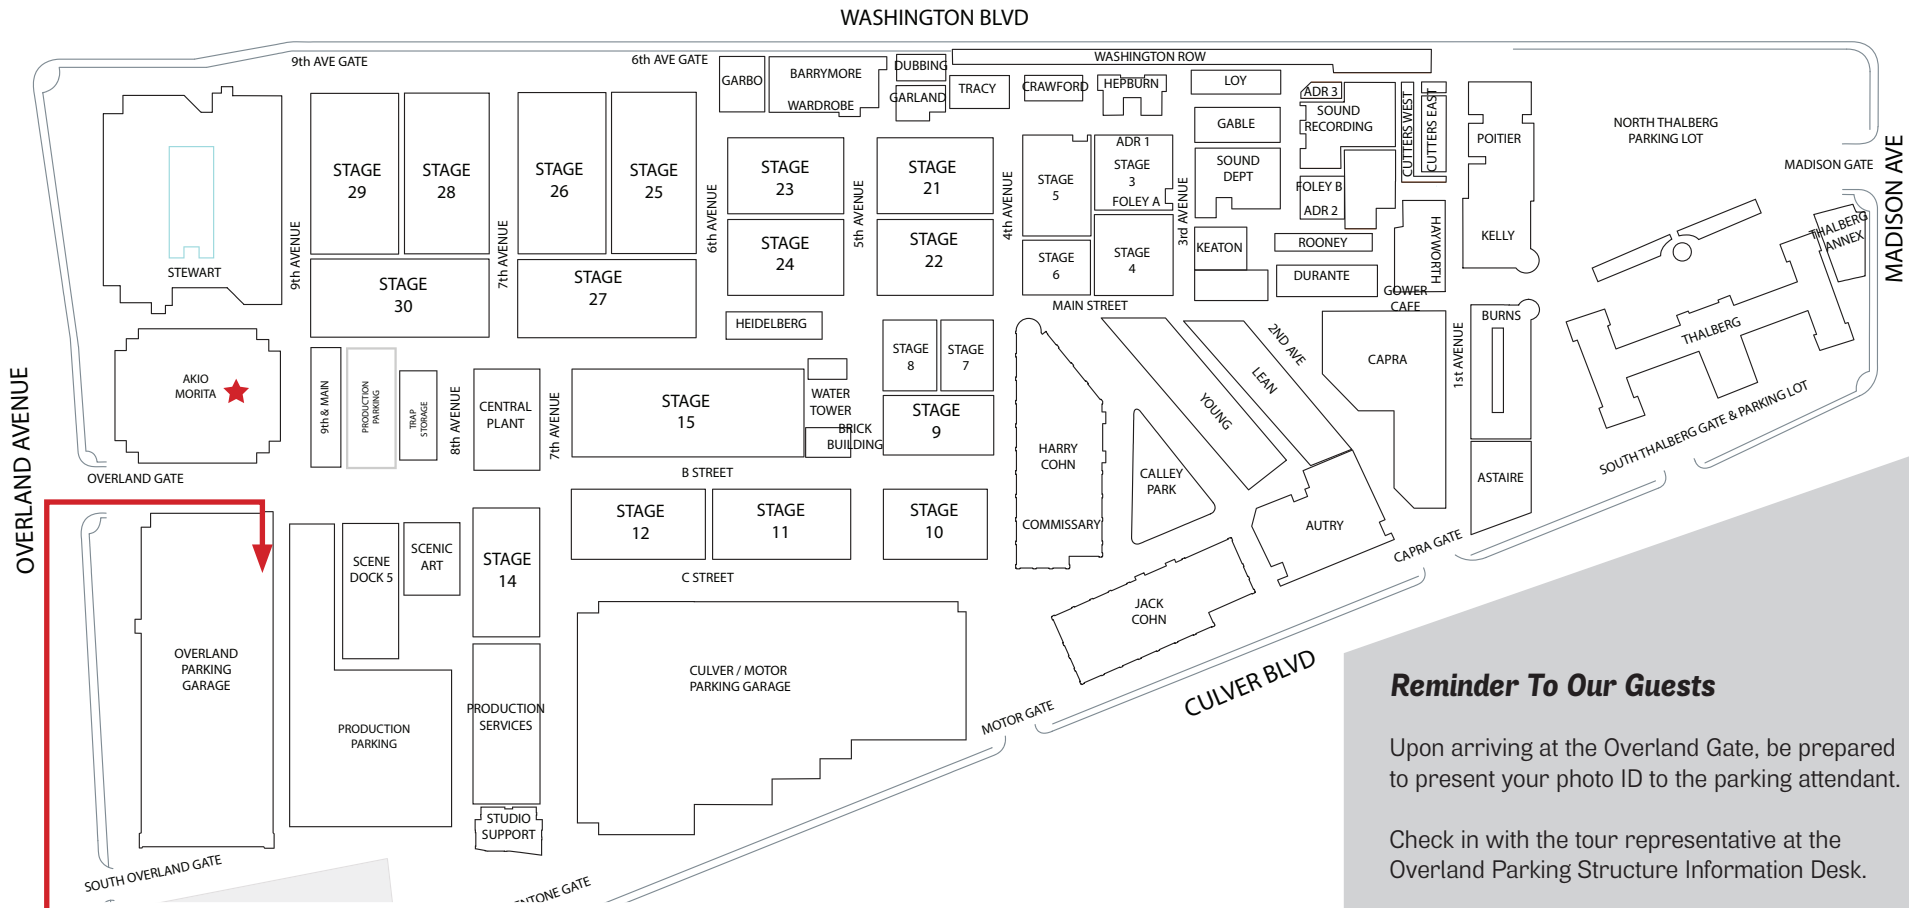 WASHINGTON BLVD
9th AVE GATE
6th AVE GATE
WASHINGTON ROW
GARBO
BARRYMORE
WARDROBE
DUBBING
GARLAND
TRACY
CRAWFORD
HEPBURN
LOY
GABLE
ADR 3
SOUND
RECORDING
CUTTERS WEST
CUTTERS EAST
POITIER
KELLY
NORTH THALBERG
PARKING LOT
MADISON GATE
MADISON AVE
STEWART
9th AVENUE
STAGE
29
STAGE
28
STAGE
30
7th AVENUE
STAGE
26
STAGE
25
STAGE
27
6th AVENUE
STAGE
23
STAGE
24
5th AVENUE
STAGE
21
STAGE
22
4th AVENUE
STAGE
5
STAGE
6
ADR 1
STAGE
3
FOLEY A
STAGE
4
3rd AVENUE
SOUND
DEPT
KEATON
FOLEY B
ADR 2
ROONEY
DURANTE
HAYWORTH
GOWER
CAFE
THALBERG
ANNEX
THALBERG
MAIN STREET
HEIDELBERG
OVERLAND AVENUE
AKIO
MORITA
9th & MAIN
PRODUCTION
PARKING
TRAP
STORAGE
8th AVENUE
CENTRAL
PLANT
7th AVENUE
STAGE
15
WATER
TOWER
BRICK
BUILDING
STAGE
8
STAGE
7
STAGE
9
HARRY
COHN
COMMISSARY
CALLEY
PARK
YOUNG
LEAN
2ND AVE
CAPRA
1st AVENUE
BURNS
ASTAIRE
AUTRY
SOUTH THALBERG GATE & PARKING LOT
OVERLAND GATE
B STREET
STAGE
12
STAGE
11
STAGE
10
C STREET
SCENE
DOCK 5
SCENIC
ART
STAGE
14
OVERLAND
PARKING
GARAGE
PRODUCTION
PARKING
PRODUCTION
SERVICES
STUDIO
SUPPORT
CULVER / MOTOR
PARKING GARAGE
JACK
COHN
CAPRA GATE
MOTOR GATE
CULVER BLVD
SOUTH OVERLAND GATE
GATE
Reminder To Our Guests
Upon arriving at the Overland Gate, be prepared
to present your photo ID to the parking attendant.
Check in with the tour representative at the
Overland Parking Structure Information Desk.